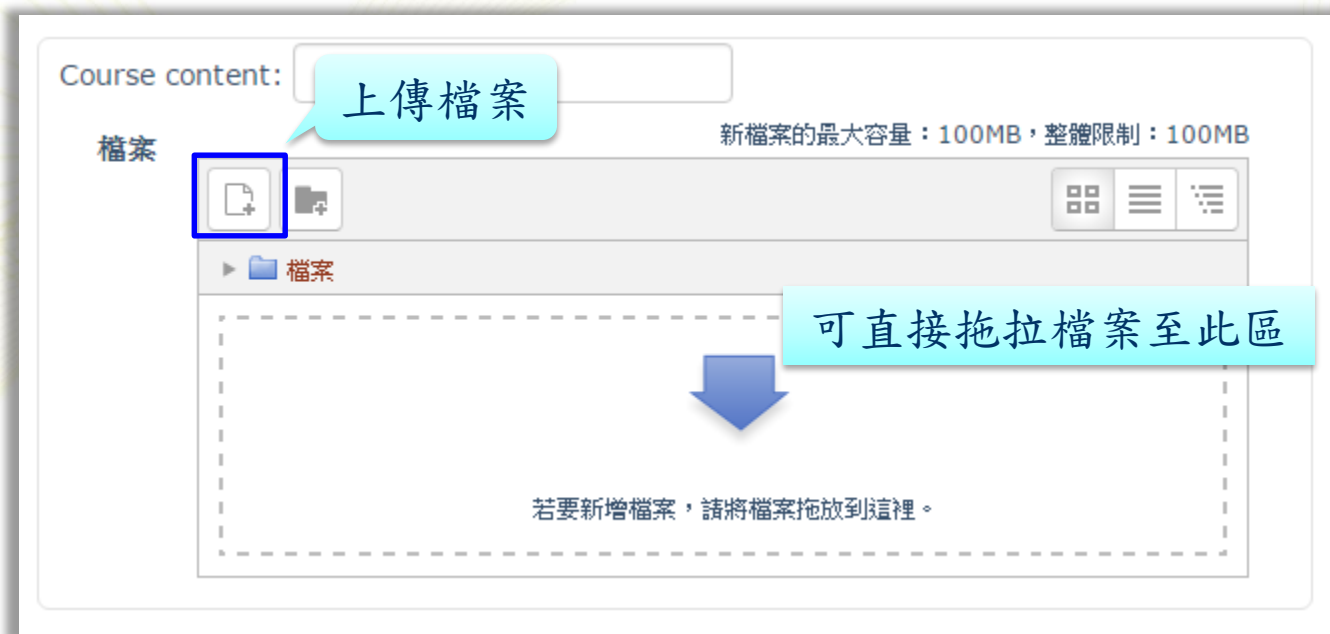 Course content:
上傳檔案
新檔案的最大容量：100MB，整體限制：100MB
檔案
檔案
可直接拖拉檔案至此區
若要新增檔案，請將檔案拖放到這裡。